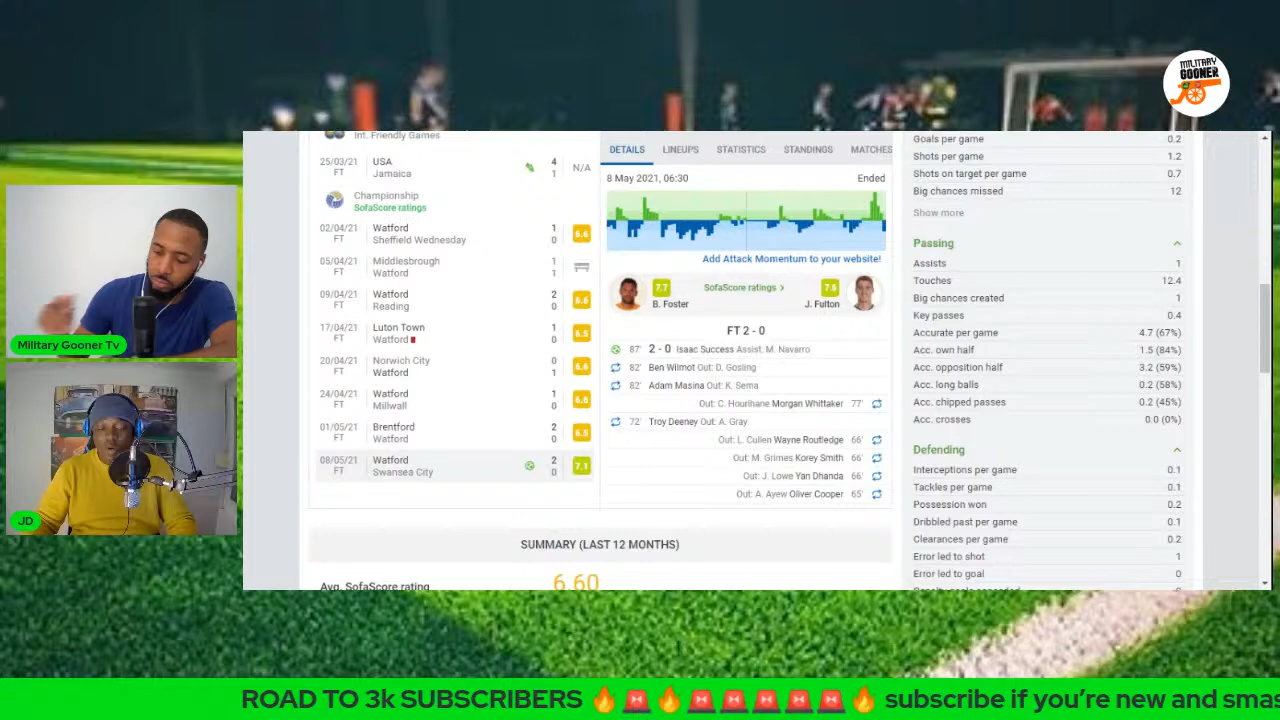 MILITARY
GOONER
Int. Friendly Games
25/03/21 USA 4 N/A
FT Jamaica 1
Championship
SofaScore ratings
02/04/21 Watford 1 6.6
FT Sheffield Wednesday 0
05/04/21 Middlesbrough 1
FT Watford 1
09/04/21 Watford 2 6.6
FT Reading 0
17/04/21 Luton Town 1 6.5
FT Watford 0
20/04/21 Norwich City 0 6.6
FT Watford 1
24/04/21 Watford 1 6.6
FT Millwall 0
01/05/21 Brentford 2 6.5
FT Watford 0
08/05/21 Watford 2 7.1
FT Swansea City 0
SUMMARY (LAST 12 MONTHS)
Avg. SofaScore rating 6.60
DETAILS LINEUPS STATISTICS STANDINGS MATCHES
8 May 2021, 06:30 Ended
Add Attack Momentum to your website!
7.7 SofaScore ratings > 7.6
B. Foster J. Fulton
FT 2 - 0
87' 2 - 0 Isaac Success Assist: M. Navarro
82' Ben Wilmot Out: D. Gosling
82' Adam Masina Out: K. Sema
Out: C. Hourihane Morgan Whittaker 77'
72' Troy Deeney Out: A. Gray
Out: L. Cullen Wayne Routledge 66'
Out: M. Grimes Korey Smith 66'
Out: J. Lowe Yan Dhanda 66'
Out: A. Ayew Oliver Cooper 65'
Goals per game 0.2
Shots per game 1.2
Shots on target per game 0.7
Big chances missed 12
Show more
Passing
Assists 1
Touches 12.4
Big chances created 1
Key passes 0.4
Accurate per game 4.7 (67%)
Acc. own half 1.5 (84%)
Acc. opposition half 3.2 (59%)
Acc. long balls 0.2 (58%)
Acc. chipped passes 0.2 (45%)
Acc. crosses 0.0 (0%)
Defending
Interceptions per game 0.1
Tackles per game 0.1
Possession won 0.2
Dribbled past per game 0.1
Clearances per game 0.2
Error led to shot 1
Error led to goal 0
Military Gooner Tv
JD
ROAD TO 3k SUBSCRIBERS 🔥🚨🔥🚨🚨🚨🚨🚨🔥 subscribe if you're new and smas